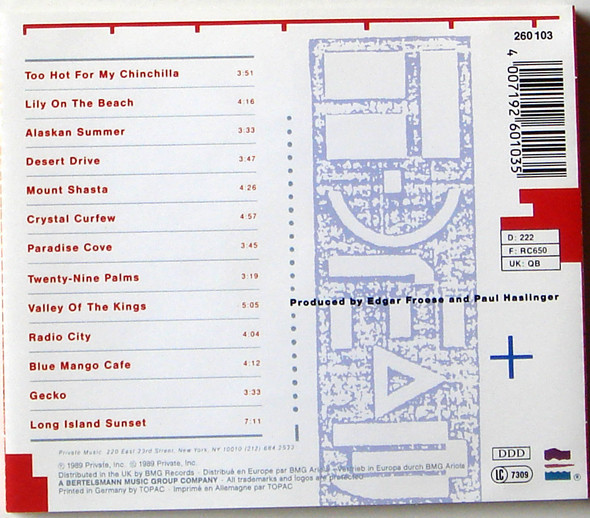 260 103
4 007192 601035
Too Hot For My Chinchilla 3:51
Lily On The Beach 4:16
Alaskan Summer 3:33
Desert Drive 3:47
Mount Shasta 4:26
Crystal Curfew 4:57
Paradise Cove 3:45
Twenty-Nine Palms 3:19
Valley Of The Kings 5:05
Radio City 4:04
Blue Mango Cafe 4:12
Gecko 3:33
Long Island Sunset 7:11
D: 222
F: RC650
UK: QB
Produced by Edgar Froese and Paul Haslinger
Private Music 220 East 23rd Street, New York, NY 10010 (212) 684 2533
℗ 1989 Private, Inc. © 1989 Private, Inc.
Distributed in the UK by BMG Records · Distribué en Europe par BMG Ariola · Vertrieb in Europa durch BMG Ariola
A BERTELSMANN MUSIC GROUP COMPANY · All trademarks and logos are protected
Printed in Germany by TOPAC · Imprimé en Allemagne par TOPAC
DDD
LC 7309
®